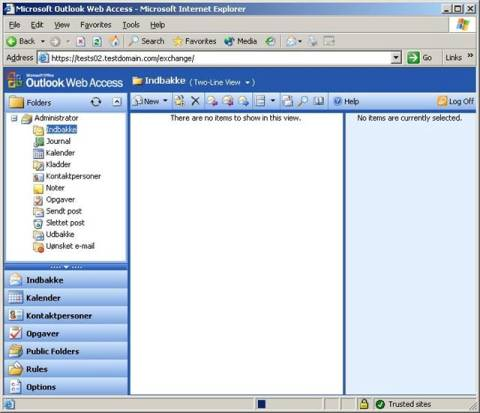 Microsoft Outlook Web Access - Microsoft Internet Explorer
File Edit View Favorites Tools Help
Back Search Favorites Media
Address https://tests02.testdomain.com/exchange/ Go Links »
Microsoft Office
Outlook Web Access
Indbakke ( Two-Line View )
Folders
New Help Log Off
Administrator
Indbakke
Journal
Kalender
Kladder
Kontaktpersoner
Noter
Opgaver
Sendt post
Slettet post
Udbakke
Uønsket e-mail
There are no items to show in this view.
No items are currently selected.
Indbakke
Kalender
Kontaktpersoner
Opgaver
Public Folders
Rules
Options
Trusted sites